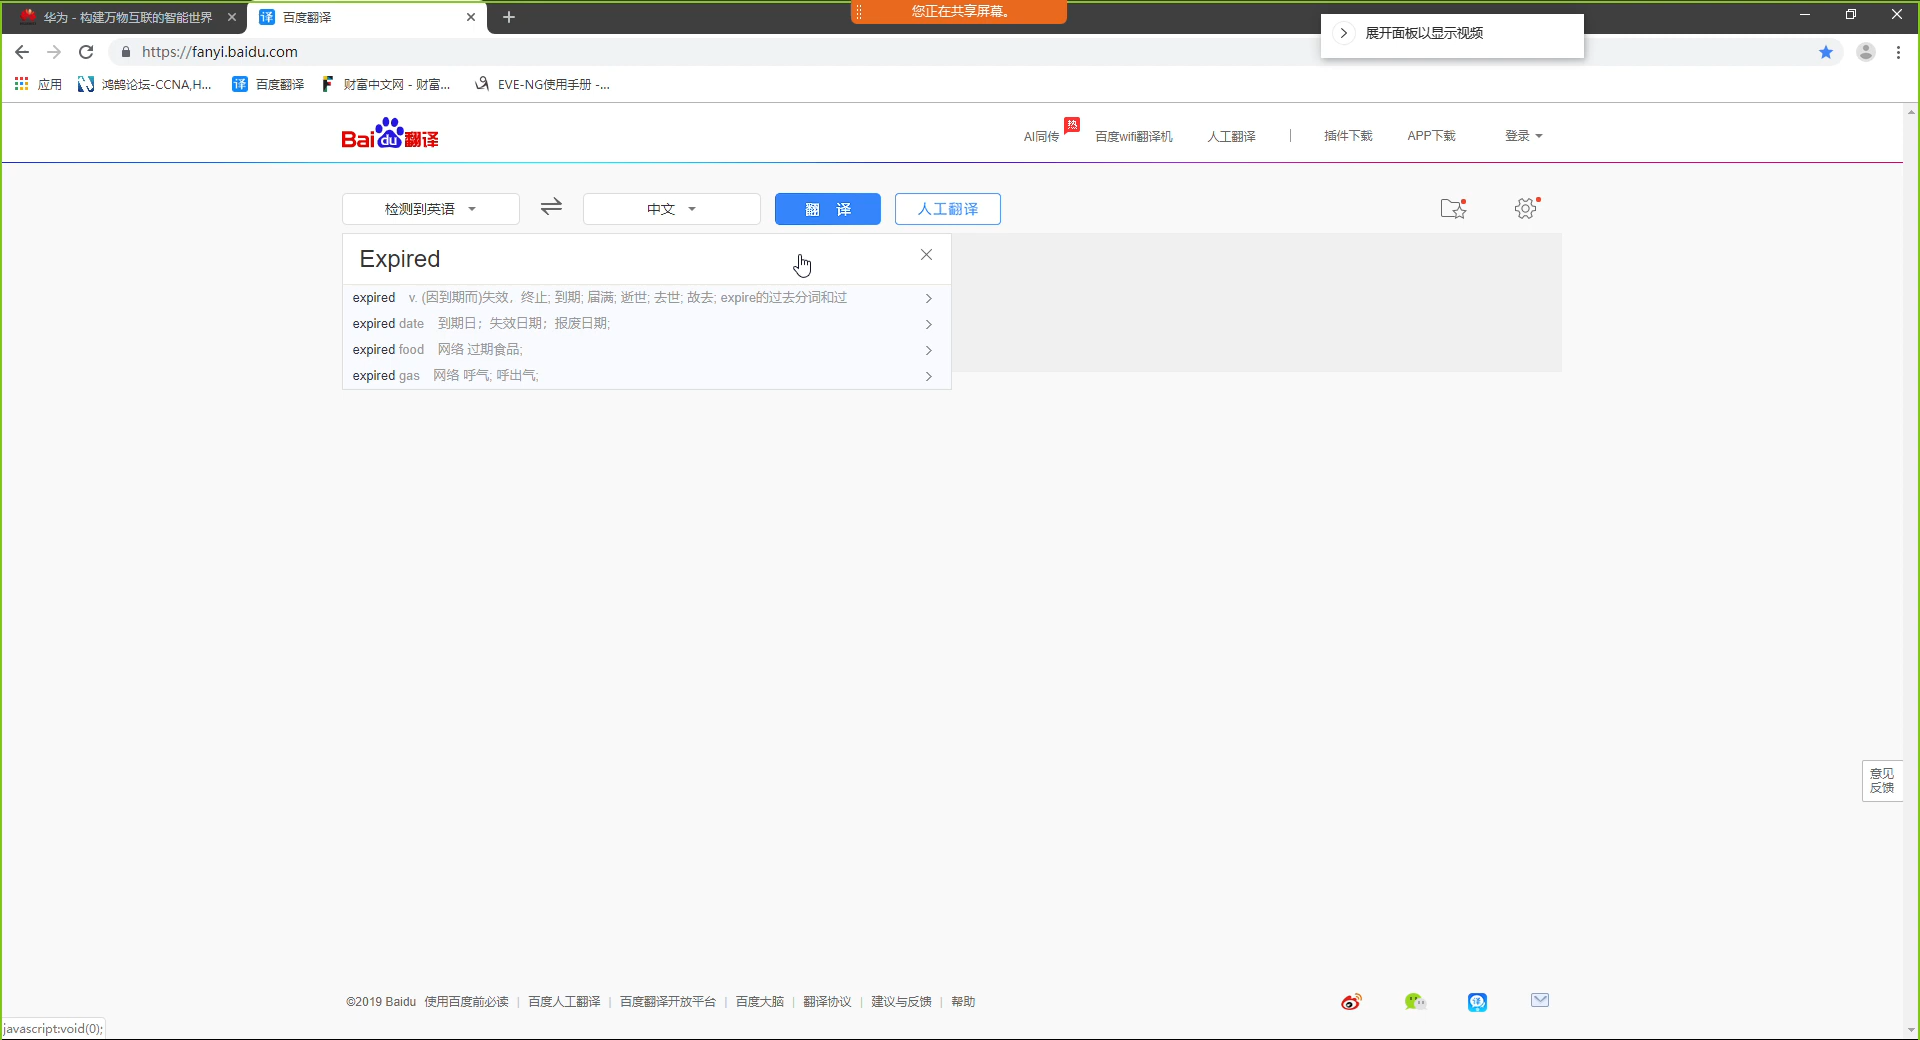 华为 - 构建万物互联的智能世界
百度翻译
您正在共享屏幕。
展开面板以显示视频
https://fanyi.baidu.com
应用
鸿鹄论坛-CCNA,H...
百度翻译
财富中文网 - 财富...
EVE-NG使用手册 -...
Bai du 翻译
AI同传
热
百度wifi翻译机
人工翻译
插件下载
APP下载
登录
检测到英语
中文
翻 译
人工翻译
Expired
expired v. (因到期而)失效，终止; 到期; 届满; 逝世; 去世; 故去; expire的过去分词和过
expired date 到期日；失效日期；报废日期;
expired food 网络 过期食品;
expired gas 网络 呼气; 呼出气;
意见
反馈
©2019 Baidu 使用百度前必读 | 百度人工翻译 | 百度翻译开放平台 | 百度大脑 | 翻译协议 | 建议与反馈 | 帮助
译
javascript:void(0);